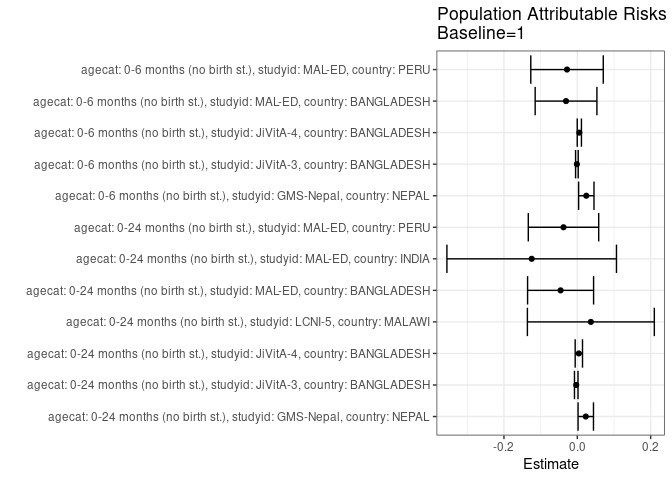 Population Attributable Risks
Baseline=1
agecat: 0-6 months (no birth st.), studyid: MAL-ED, country: PERU
agecat: 0-6 months (no birth st.), studyid: MAL-ED, country: BANGLADESH
agecat: 0-6 months (no birth st.), studyid: JiVitA-4, country: BANGLADESH
agecat: 0-6 months (no birth st.), studyid: JiVitA-3, country: BANGLADESH
agecat: 0-6 months (no birth st.), studyid: GMS-Nepal, country: NEPAL
agecat: 0-24 months (no birth st.), studyid: MAL-ED, country: PERU
agecat: 0-24 months (no birth st.), studyid: MAL-ED, country: INDIA
agecat: 0-24 months (no birth st.), studyid: MAL-ED, country: BANGLADESH
agecat: 0-24 months (no birth st.), studyid: LCNI-5, country: MALAWI
agecat: 0-24 months (no birth st.), studyid: JiVitA-4, country: BANGLADESH
agecat: 0-24 months (no birth st.), studyid: JiVitA-3, country: BANGLADESH
agecat: 0-24 months (no birth st.), studyid: GMS-Nepal, country: NEPAL
-0.2 0.0 0.2
Estimate